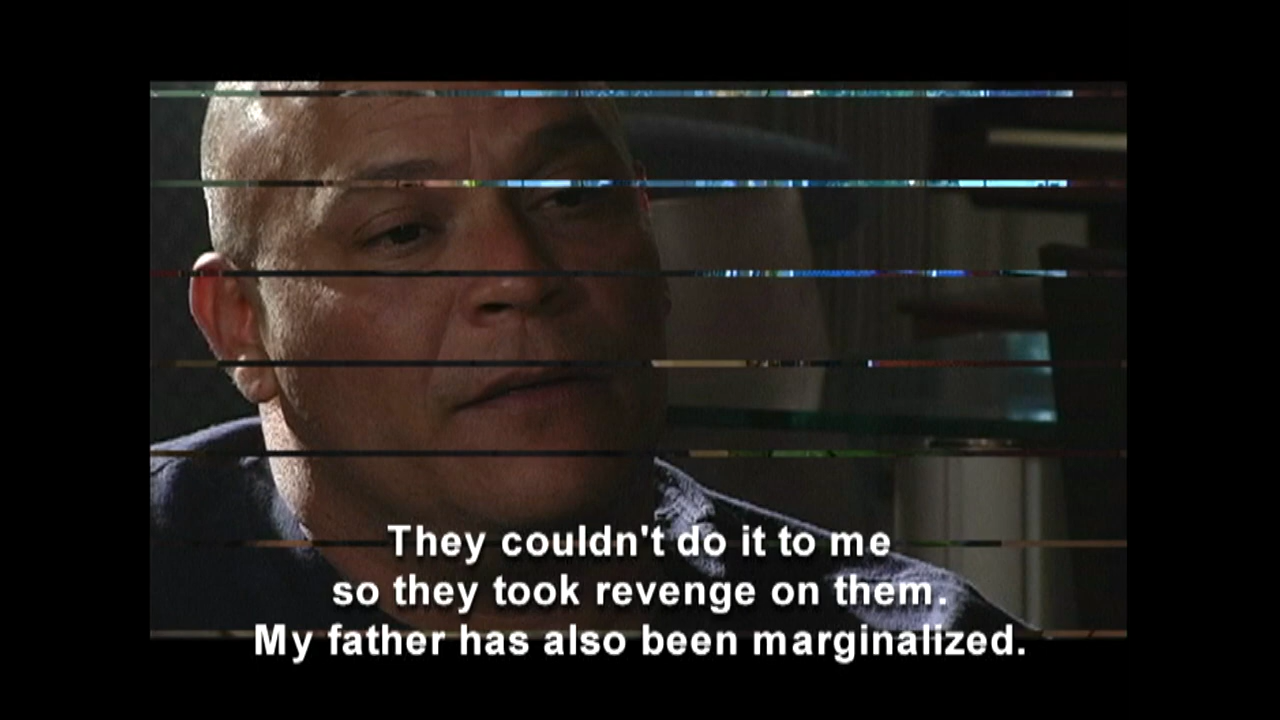 They couldn't do it to me
so they took revenge on them.
My father has also been marginalized.